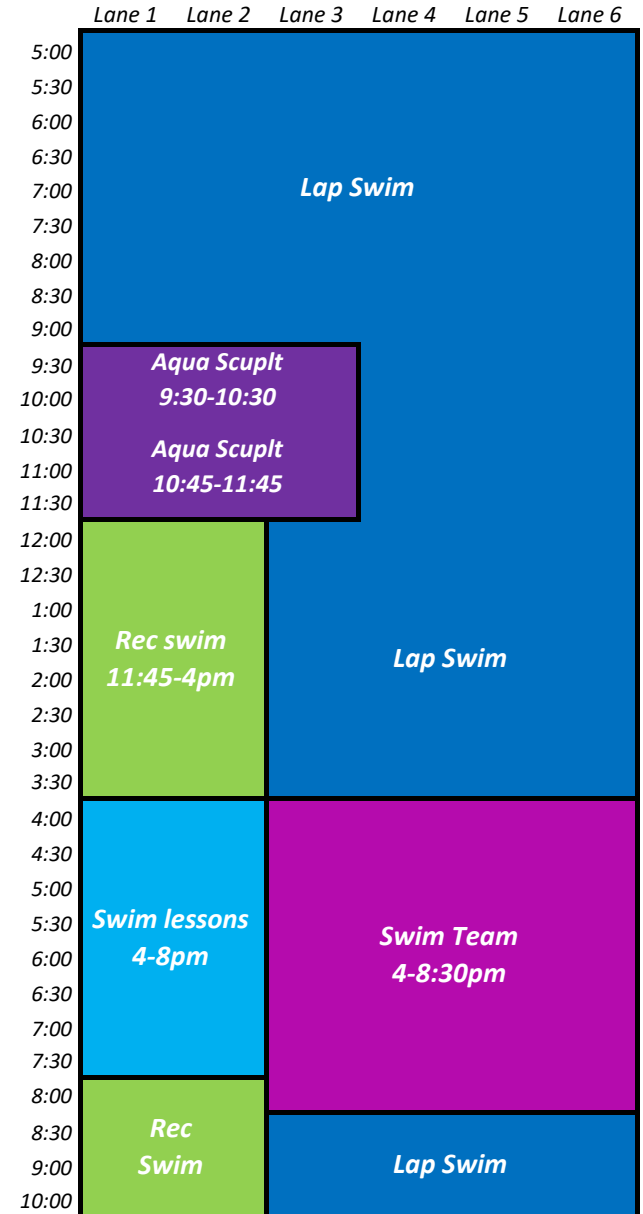 Lane 1 Lane 2 Lane 3 Lane 4 Lane 5 Lane 6
5:00
5:30
6:00
6:30
7:00
Lap Swim
7:30
8:00
8:30
9:00
9:30
Aqua Scuplt
10:00
9:30-10:30
10:30
Aqua Scuplt
11:00
10:45-11:45
11:30
12:00
12:30
1:00
1:30
Rec swim
Lap Swim
2:00
11:45-4pm
2:30
3:00
3:30
4:00
4:30
5:00
5:30
Swim lessons
Swim Team
6:00
4-8pm
4-8:30pm
6:30
7:00
7:30
8:00
8:30
Rec
9:00
Swim
Lap Swim
10:00